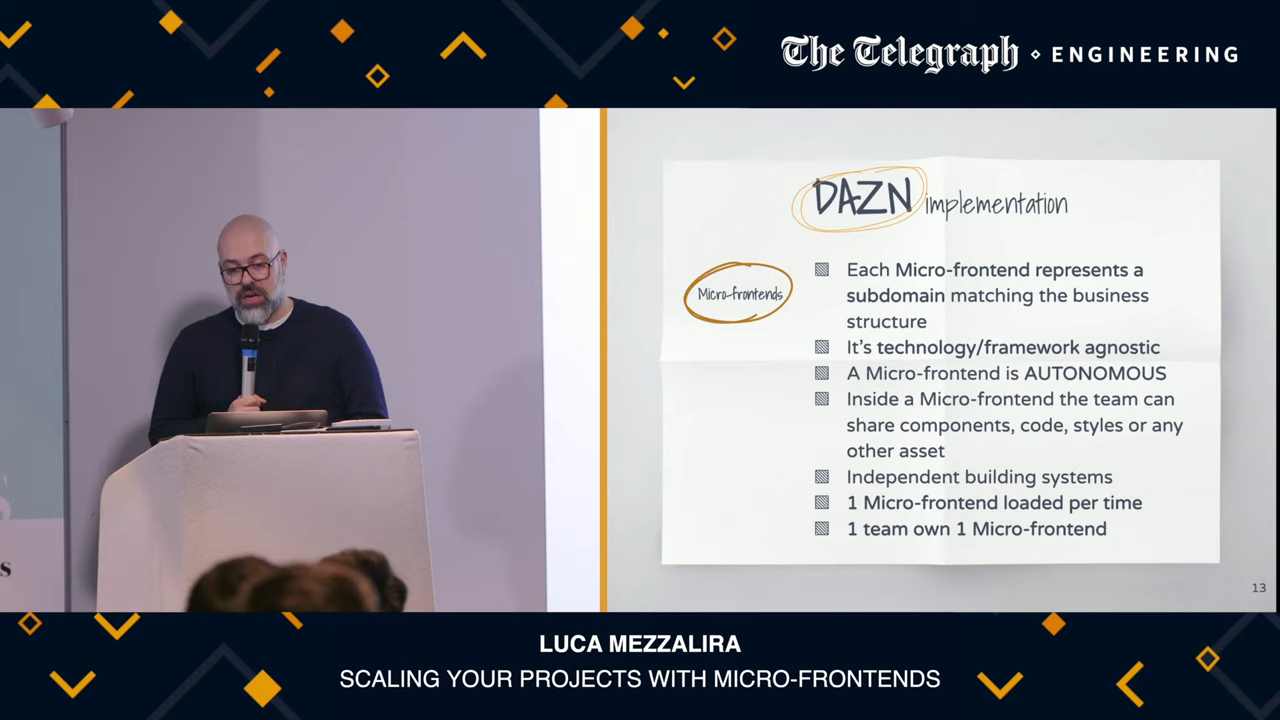 The Telegraph ENGINEERING
DAZN implementation
Micro-frontends
Each Micro-frontend represents a
subdomain matching the business
structure
It's technology/framework agnostic
A Micro-frontend is AUTONOMOUS
Inside a Micro-frontend the team can
share components, code, styles or any
other asset
Independent building systems
1 Micro-frontend loaded per time
1 team own 1 Micro-frontend
13
LUCA MEZZALIRA
SCALING YOUR PROJECTS WITH MICRO-FRONTENDS